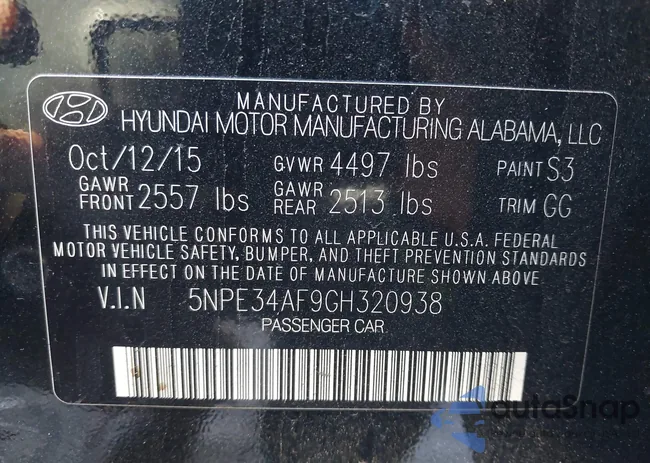 MANUFACTURED BY
HYUNDAI MOTOR MANUFACTURING ALABAMA, LLC
Oct/12/15 GVWR 4497 lbs PAINT S3
GAWR FRONT 2557 lbs GAWR REAR 2513 lbs TRIM GG
THIS VEHICLE CONFORMS TO ALL APPLICABLE U.S.A. FEDERAL
MOTOR VEHICLE SAFETY, BUMPER, AND THEFT PREVENTION STANDARDS
IN EFFECT ON THE DATE OF MANUFACTURE SHOWN ABOVE
V.I.N 5NPE34AF9GH320938
PASSENGER CAR
autoSnap